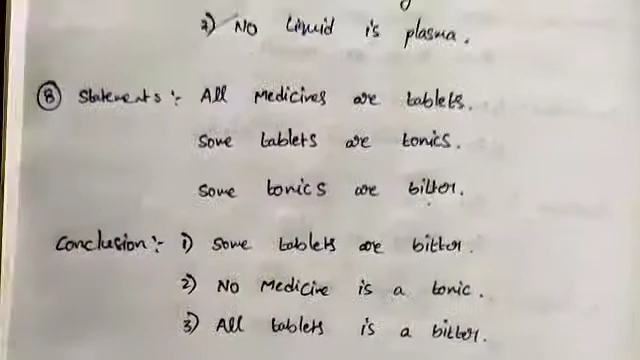 2) No Liquid is plasma.
8 Statements :- All Medicines are tablets.
Some tablets are tonics.
Some tonics are bitter.
Conclusion :- 1) Some tablets are bitter.
2) No Medicine is a tonic.
3) All tablets is a bitter.